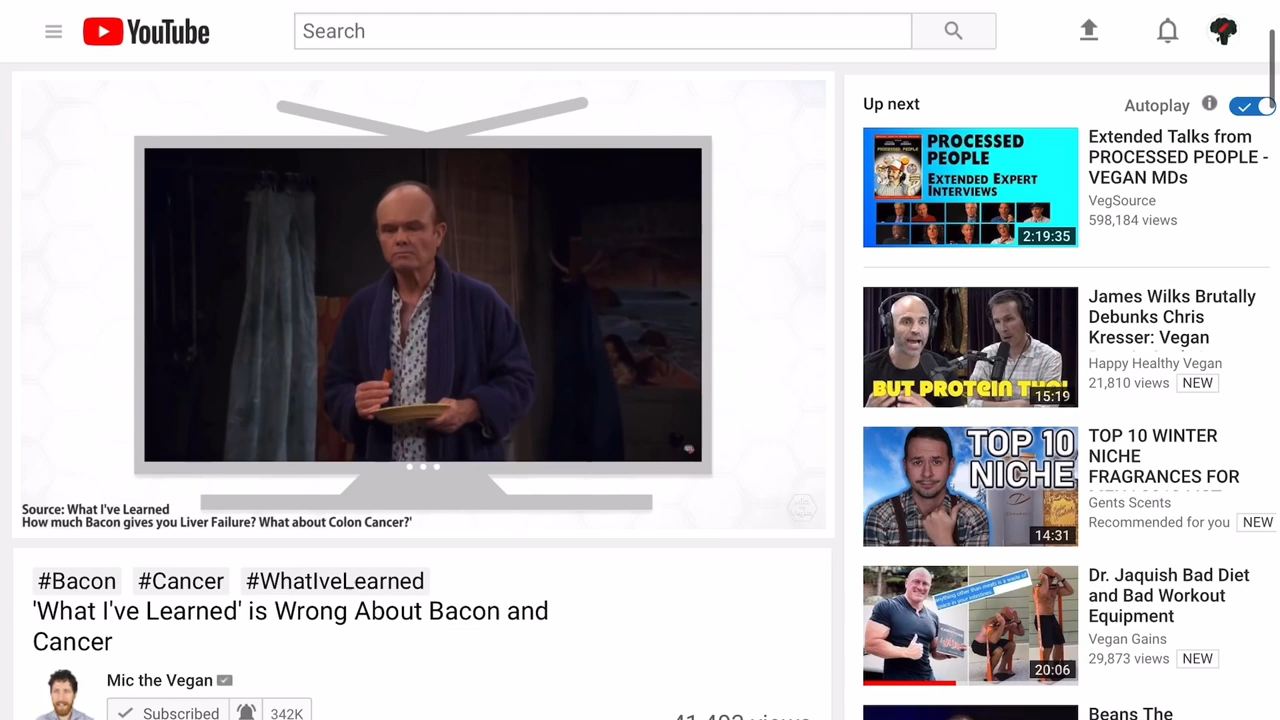 YouTube
Search
Source: What I've Learned
How much Bacon gives you Liver Failure? What about Colon Cancer?'
#Bacon #Cancer #WhatIveLearned
'What I've Learned' is Wrong About Bacon and
Cancer
Mic the Vegan
Subscribed 342K
Up next
Autoplay
PROCESSED
PEOPLE
EXTENDED EXPERT
INTERVIEWS
2:19:35
Extended Talks from
PROCESSED PEOPLE -
VEGAN MDs
VegSource
598,184 views
BUT PROTEIN THO!
15:19
James Wilks Brutally
Debunks Chris
Kresser: Vegan
Happy Healthy Vegan
21,810 views NEW
TOP 10
NICHE
14:31
TOP 10 WINTER
NICHE
FRAGRANCES FOR
Gents Scents
Recommended for you NEW
20:06
Dr. Jaquish Bad Diet
and Bad Workout
Equipment
Vegan Gains
29,873 views NEW
Beans The